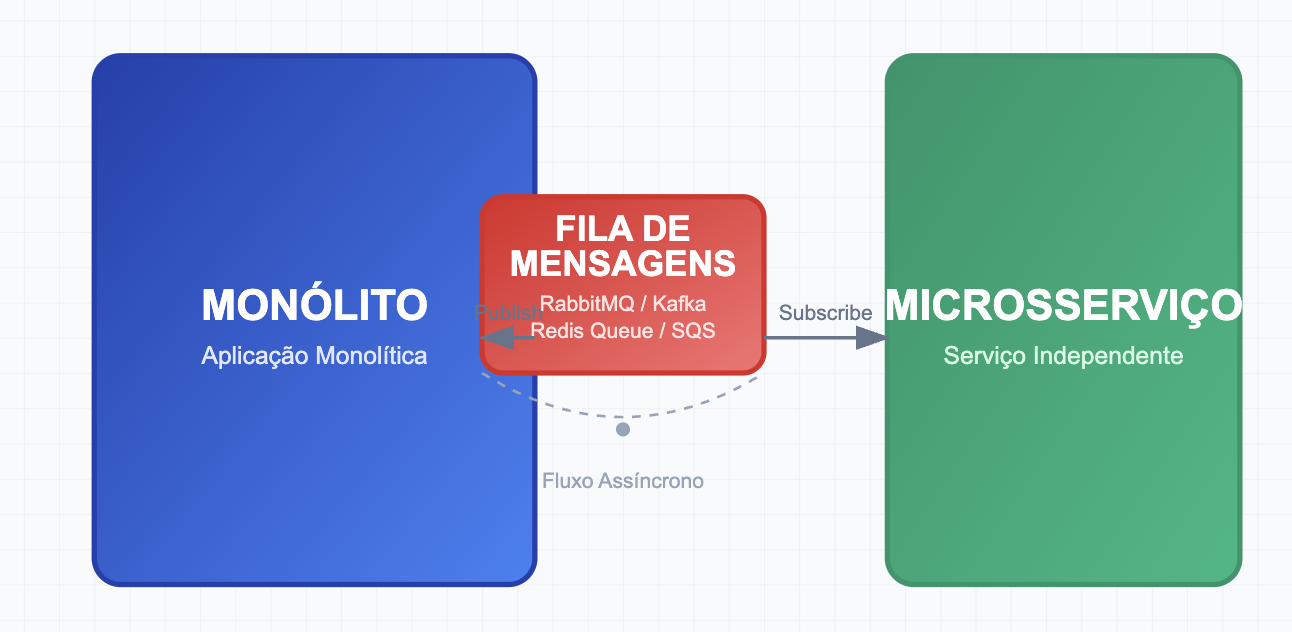 MONÓLITO
Aplicação Monolítica
FILA DE
MENSAGENS
RabbitMQ / Kafka
Redis Queue / SQS
Publish
Subscribe
MICROSSERVIÇO
Serviço Independente
Fluxo Assíncrono